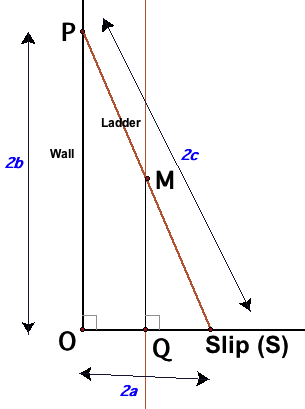 P
Ladder
Wall
2c
2b
M
O
Q
Slip (S)
2a